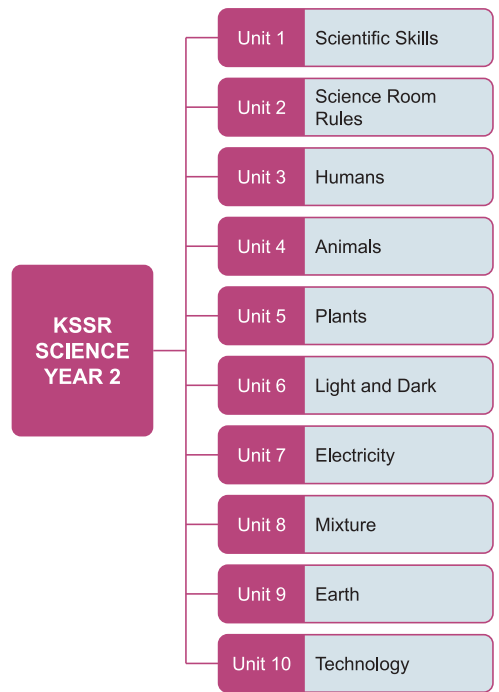 KSSR
SCIENCE
YEAR 2
Unit 1 Scientific Skills
Unit 2 Science Room
Rules
Unit 3 Humans
Unit 4 Animals
Unit 5 Plants
Unit 6 Light and Dark
Unit 7 Electricity
Unit 8 Mixture
Unit 9 Earth
Unit 10 Technology